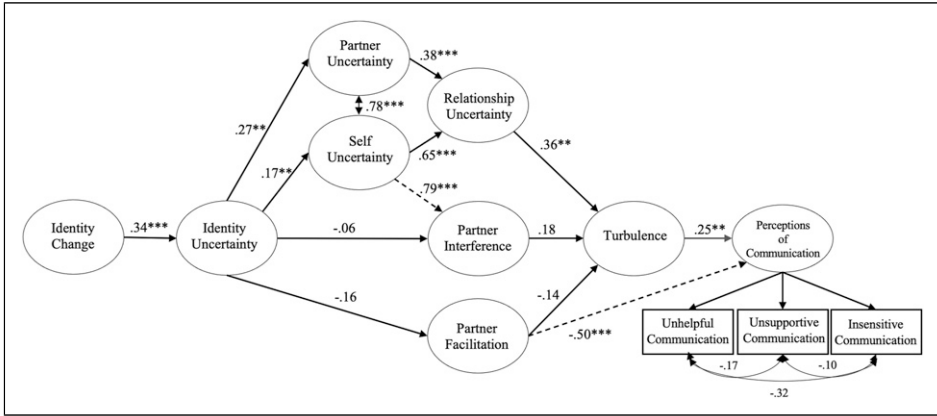 Partner
Uncertainty
.38***
Relationship
Uncertainty
.78***
.27**
Self
Uncertainty
.65***
.36**
.17**
.79***
Identity
Change
.34***
Identity
Uncertainty
-.06
Partner
Interference
.18
Turbulence
.25**
Perceptions
of
Communication
-.16
-.14
Partner
Facilitation
-.50***
Unhelpful
Communication
Unsupportive
Communication
Insensitive
Communication
-.17
-.10
-.32